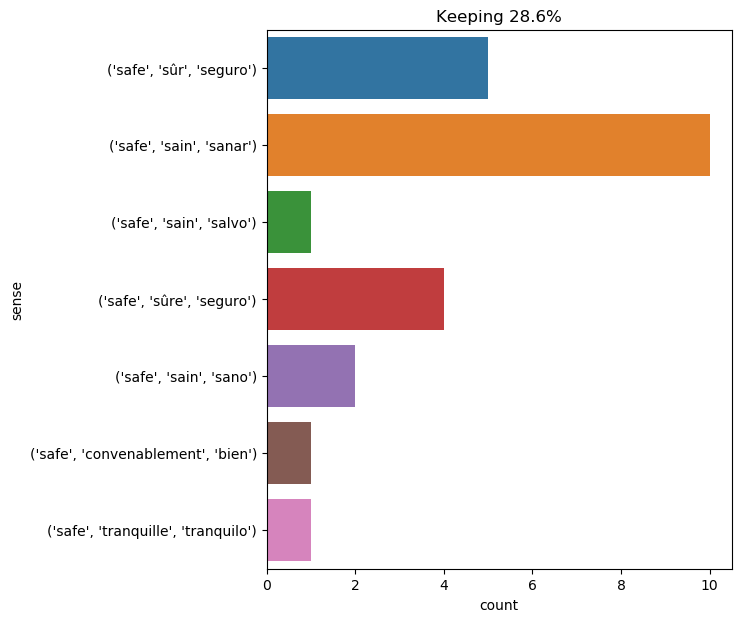 Keeping 28.6%
('safe', 'sûr', 'seguro')
('safe', 'sain', 'sanar')
('safe', 'sain', 'salvo')
('safe', 'sûre', 'seguro')
('safe', 'sain', 'sano')
('safe', 'convenablement', 'bien')
('safe', 'tranquille', 'tranquilo')
sense
0 2 4 6 8 10
count